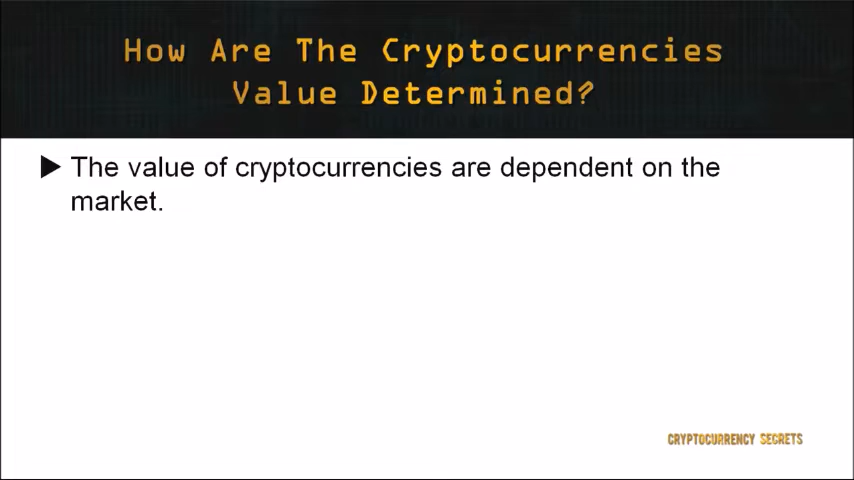 How Are The Cryptocurrencies
Value Determined?
The value of cryptocurrencies are dependent on the
market.
CRYPTOCURRENCY SECRETS